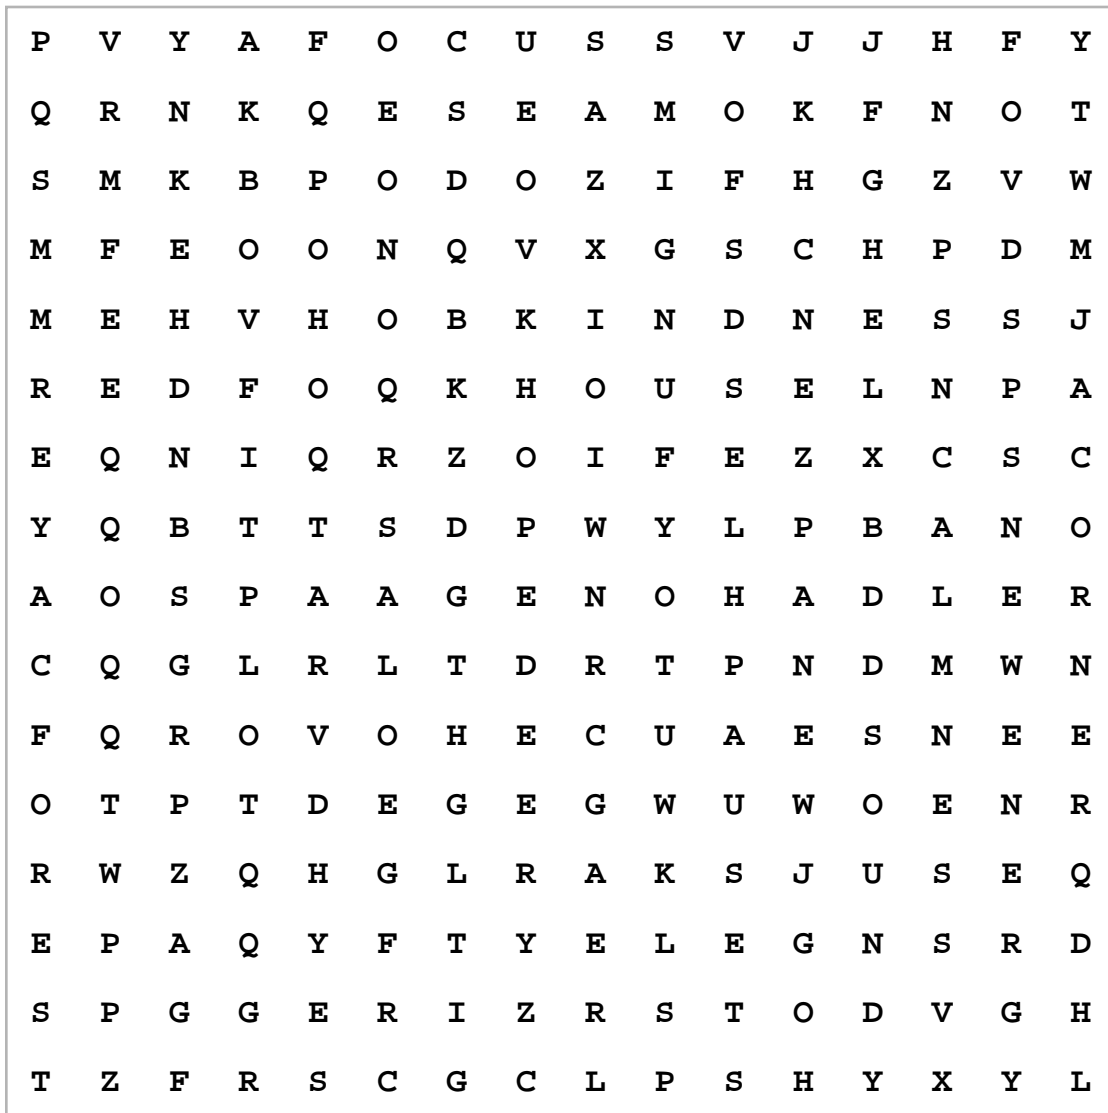 P V Y A F O C U S S V J J H F Y
Q R N K Q E S E A M O K F N O T
S M K B P O D O Z I F H G Z V W
M F E O O N Q V X G S C H P D M
M E H V H O B K I N D N E S S J
R E D F O Q K H O U S E L N P A
E Q N I Q R Z O I F E Z X C S C
Y Q B T T S D P W Y L P B A N O
A O S P A A G E N O H A D L E R
C Q G L R L T D R T P N D M W N
F Q R O V O H E C U A E S N E E
O T P T D E G E G W U W O E N R
R W Z Q H G L R A K S J U S E Q
E P A Q Y F T Y E L E G N S R D
S P G G E R I Z R S T O D V G H
T Z F R S C G C L P S H Y X Y L